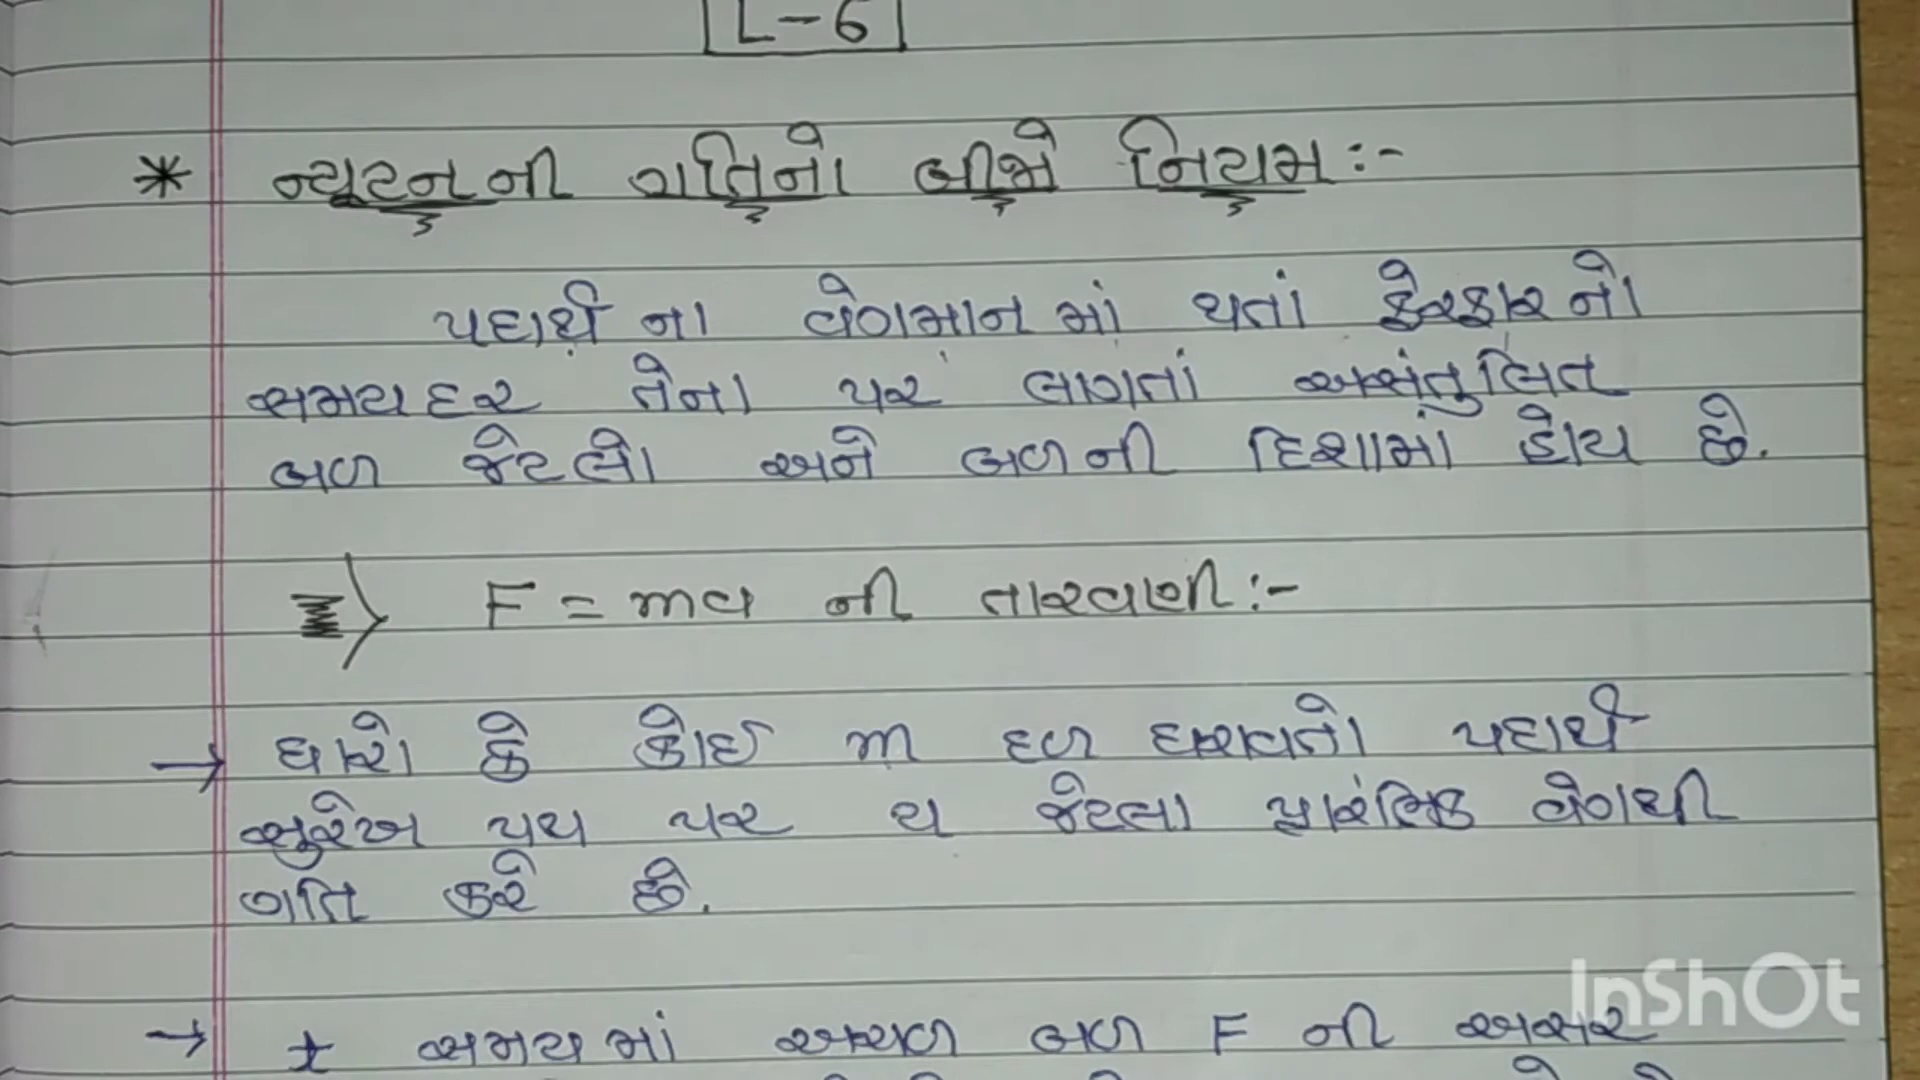 L-6
* ન્યૂટનની ગતિનો બીજો નિયમ:-
પદાર્થના વેગમાનમાં થતાં ફેરફારનો
સમયદર તેના પર લાગતાં અસંતુલિત
બળ જેટલો અને બળની દિશામાં હોય છે.
⇒ F = ma ની તારવણી:-
→ ધારો કે કોઈ m દળ ધરાવતો પદાર્થ
સુરેખ પથ પર u જેટલા પ્રારંભિક વેગથી
ગતિ કરે છે.
→ t સમયમાં અચળ બળ F ની અસર
InShOt